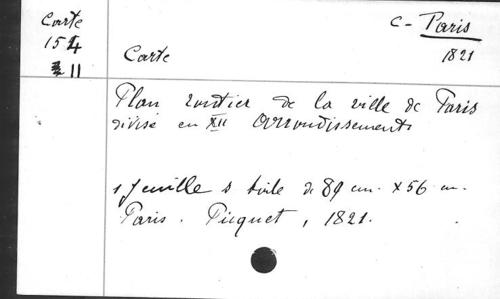 Carte
154
II
C - Paris
1821
Carte
Plan routier de la ville de Paris
divisé en XII Arrondissements
1 feuille s toile de 89 cm. x 56 cm.
Paris. Picquet, 1821.